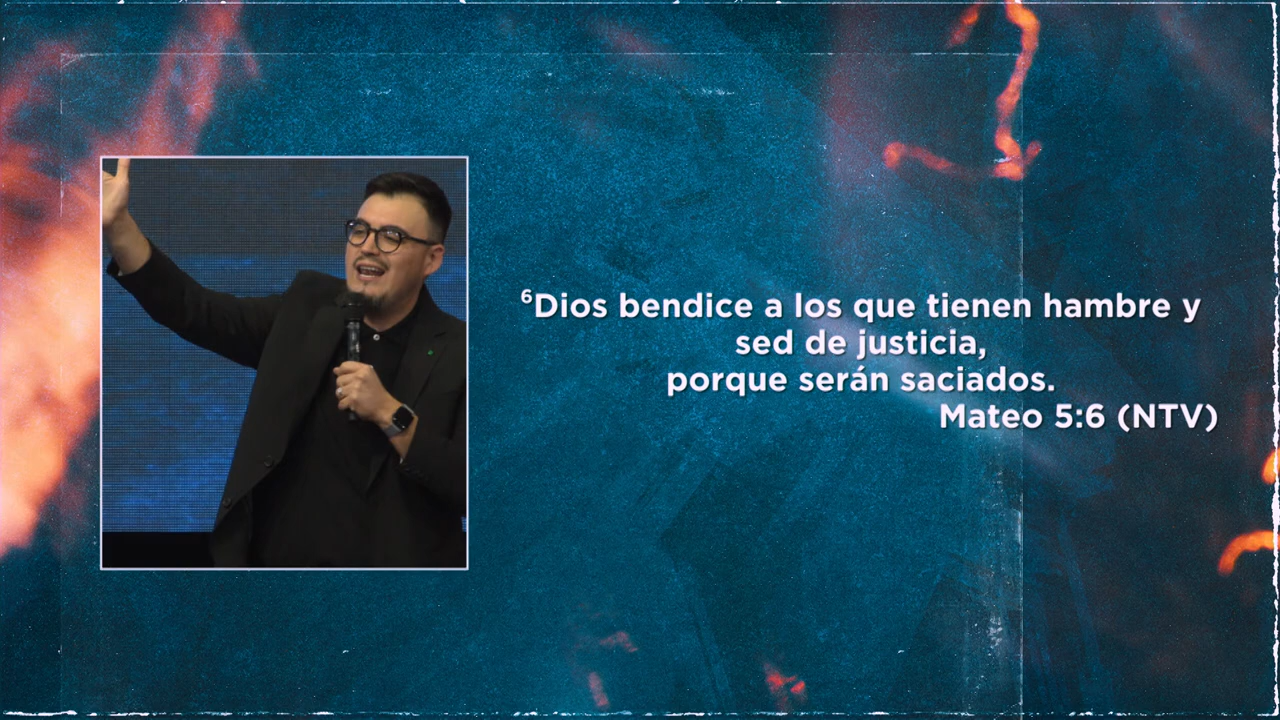 ⁶Dios bendice a los que tienen hambre y
sed de justicia,
porque serán saciados.
Mateo 5:6 (NTV)